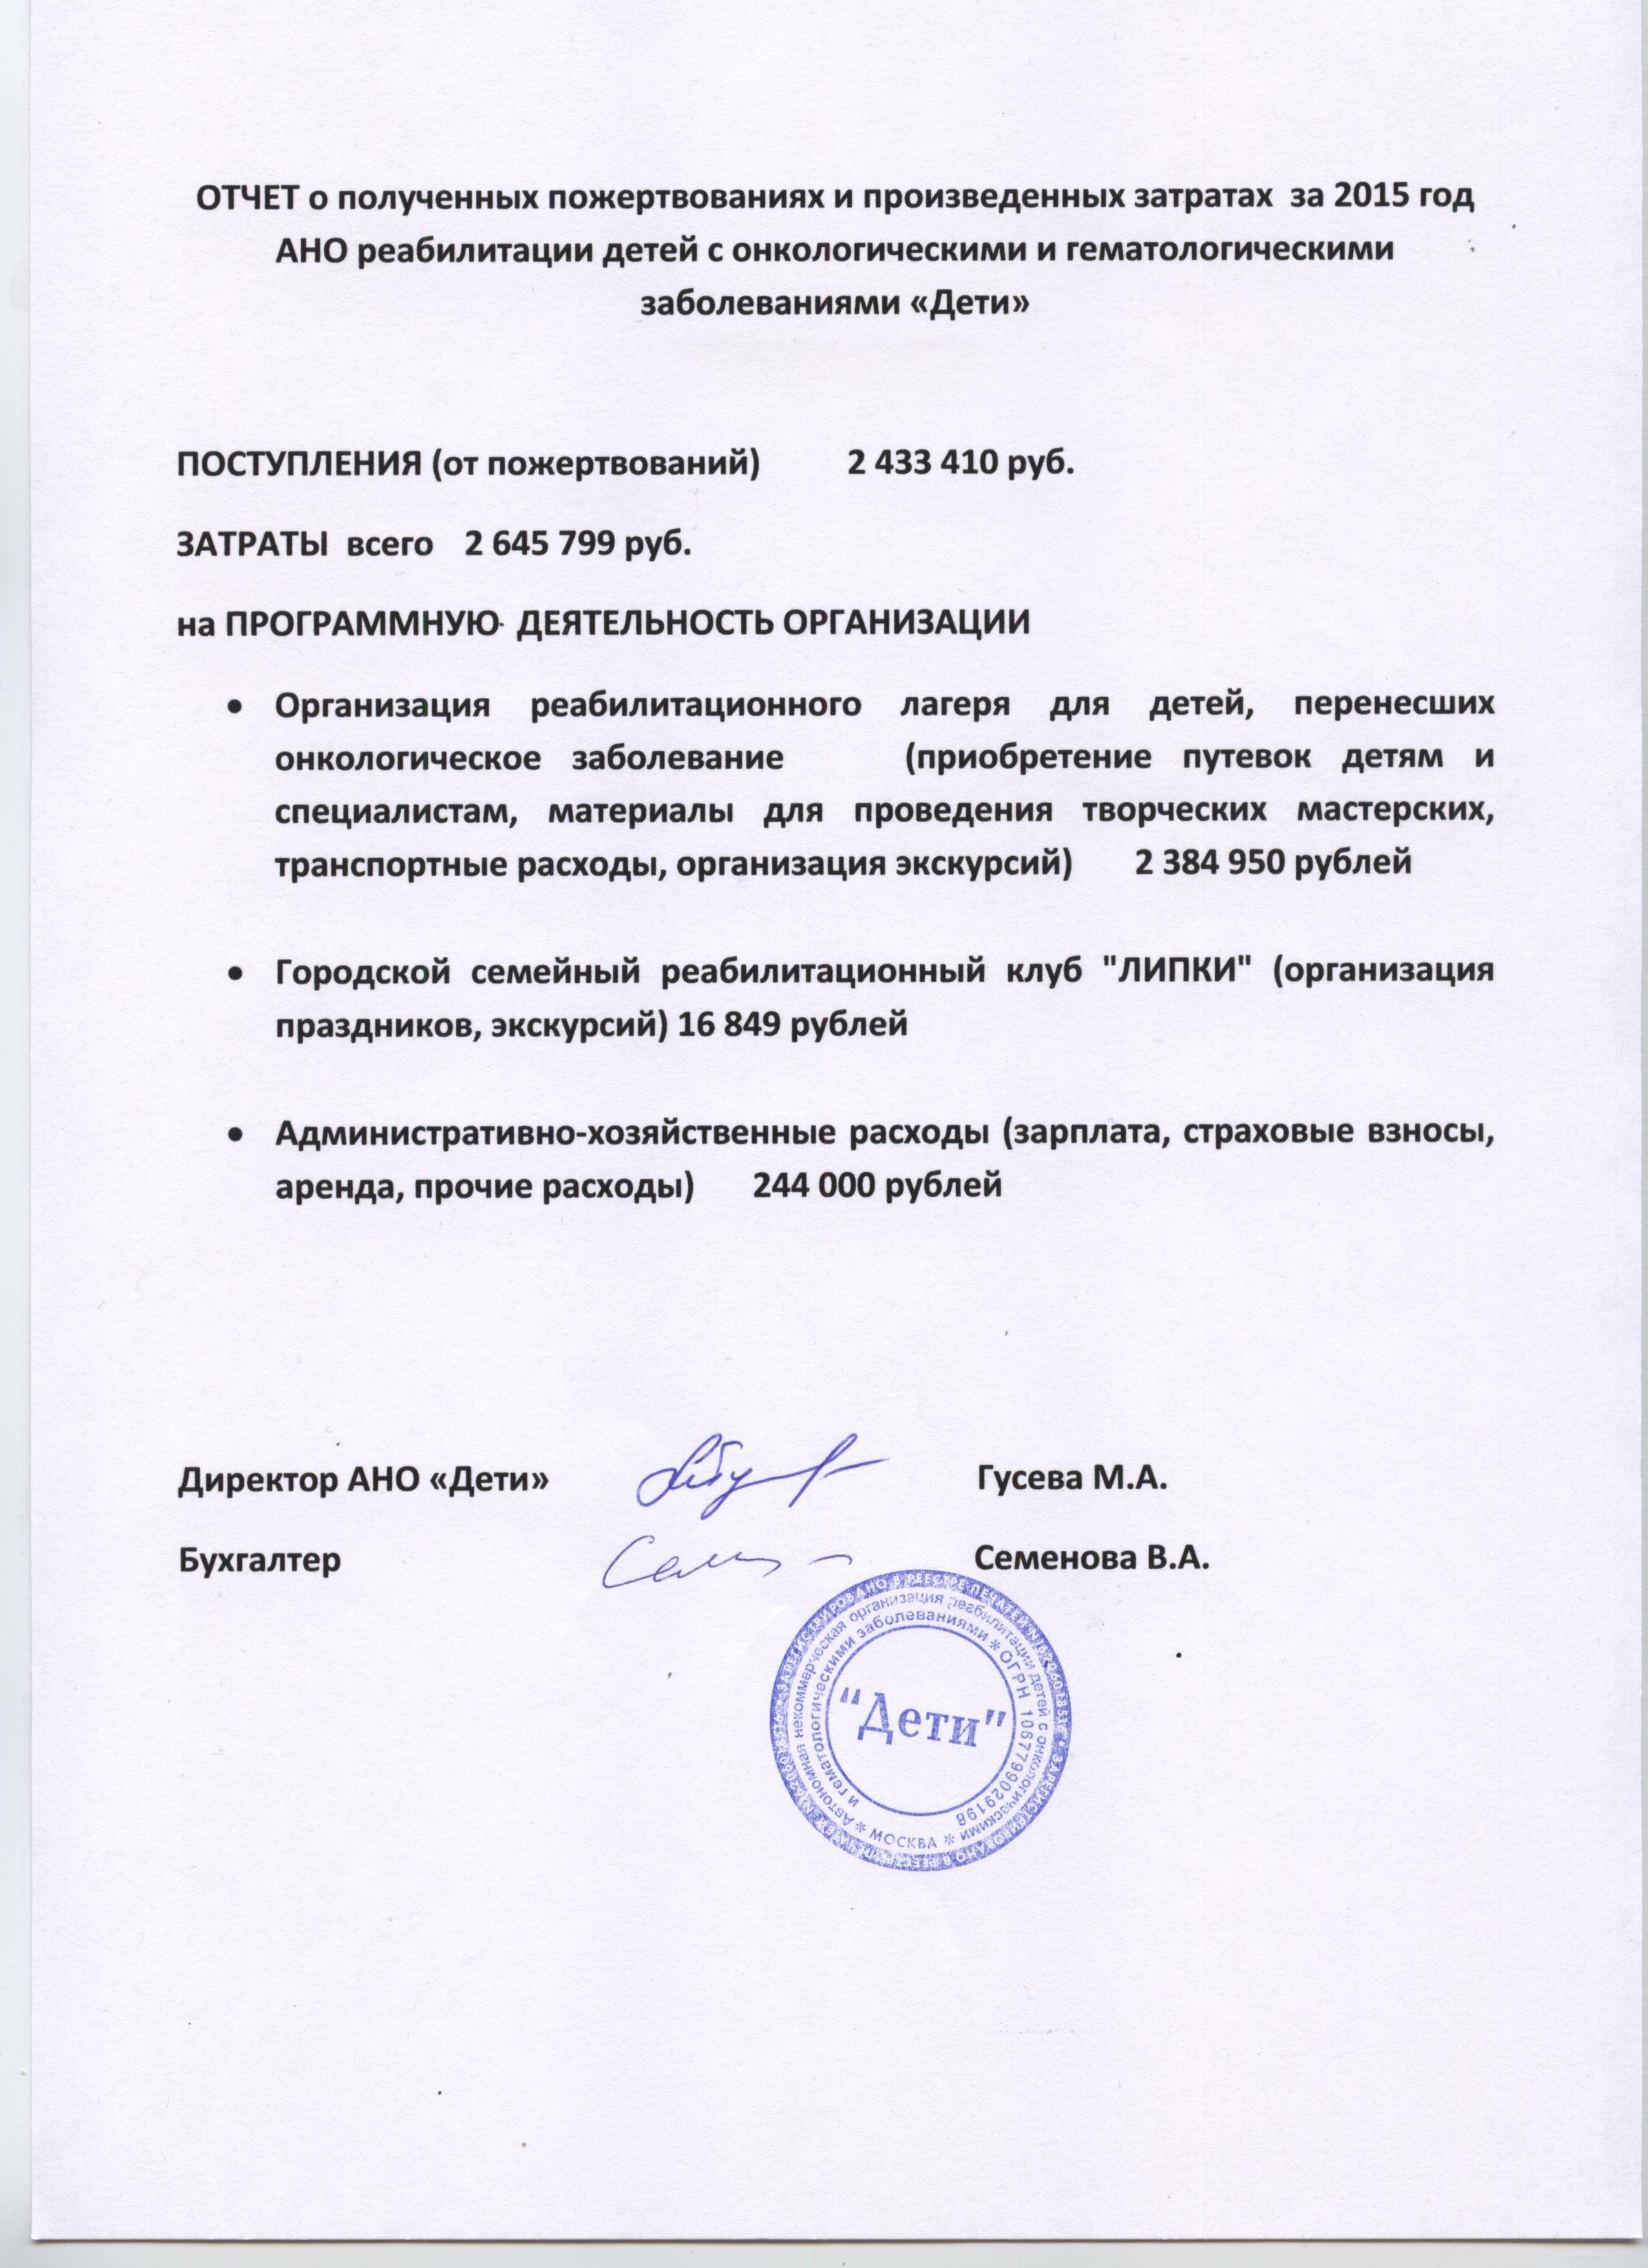 ОТЧЕТ о полученных пожертвованиях и произведенных затратах за 2015 год
АНО реабилитации детей с онкологическими и гематологическими
заболеваниями «Дети»
ПОСТУПЛЕНИЯ (от пожертвований) 2 433 410 руб.
ЗАТРАТЫ всего 2 645 799 руб.
на ПРОГРАММНУЮ ДЕЯТЕЛЬНОСТЬ ОРГАНИЗАЦИИ
• Организация реабилитационного лагеря для детей, перенесших
онкологическое заболевание (приобретение путевок детям и
специалистам, материалы для проведения творческих мастерских,
транспортные расходы, организация экскурсий) 2 384 950 рублей
• Городской семейный реабилитационный клуб "ЛИПКИ" (организация
праздников, экскурсий) 16 849 рублей
• Административно-хозяйственные расходы (зарплата, страховые взносы,
аренда, прочие расходы) 244 000 рублей
Директор АНО «Дети» Гусева М.А.
Бухгалтер Семенова В.А.
ЗАРЕГИСТРИРОВАНО В РЕЕСТРЕ ПЕЧАТЕЙ
Автономная некоммерческая организация реабилитации детей с онкологическими
и гематологическими заболеваниями * ОГРН 1067799029198
* МОСКВА *
"Дети"